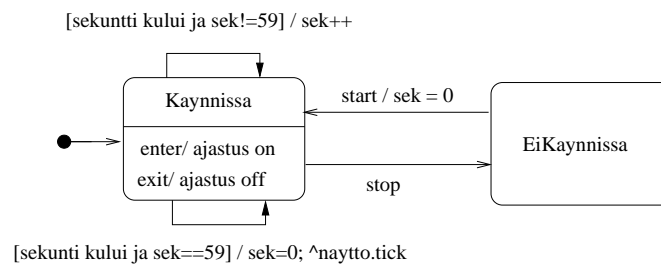 [sekuntti kului ja sek!=59] / sek++
Kaynnissa
start / sek = 0
enter/ ajastus on
exit/ ajastus off
EiKaynnissa
stop
[sekunti kului ja sek==59] / sek=0; ^naytto.tick